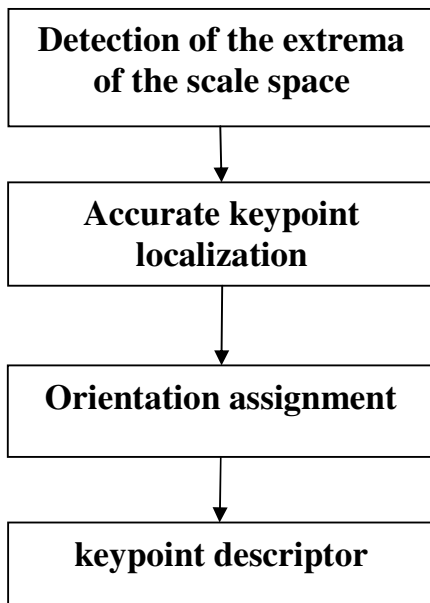 Detection of the extrema
of the scale space
Accurate keypoint
localization
Orientation assignment
keypoint descriptor